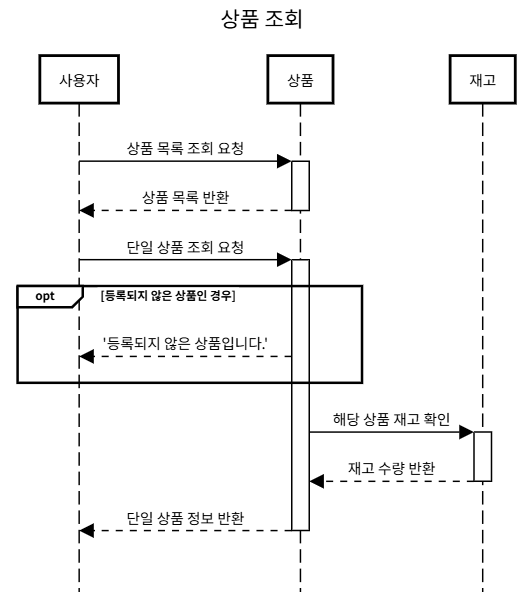 상품 조회
사용자
상품
재고
상품 목록 조회 요청
상품 목록 반환
단일 상품 조회 요청
opt
[등록되지 않은 상품인 경우]
'등록되지 않은 상품입니다.'
해당 상품 재고 확인
재고 수량 반환
단일 상품 정보 반환